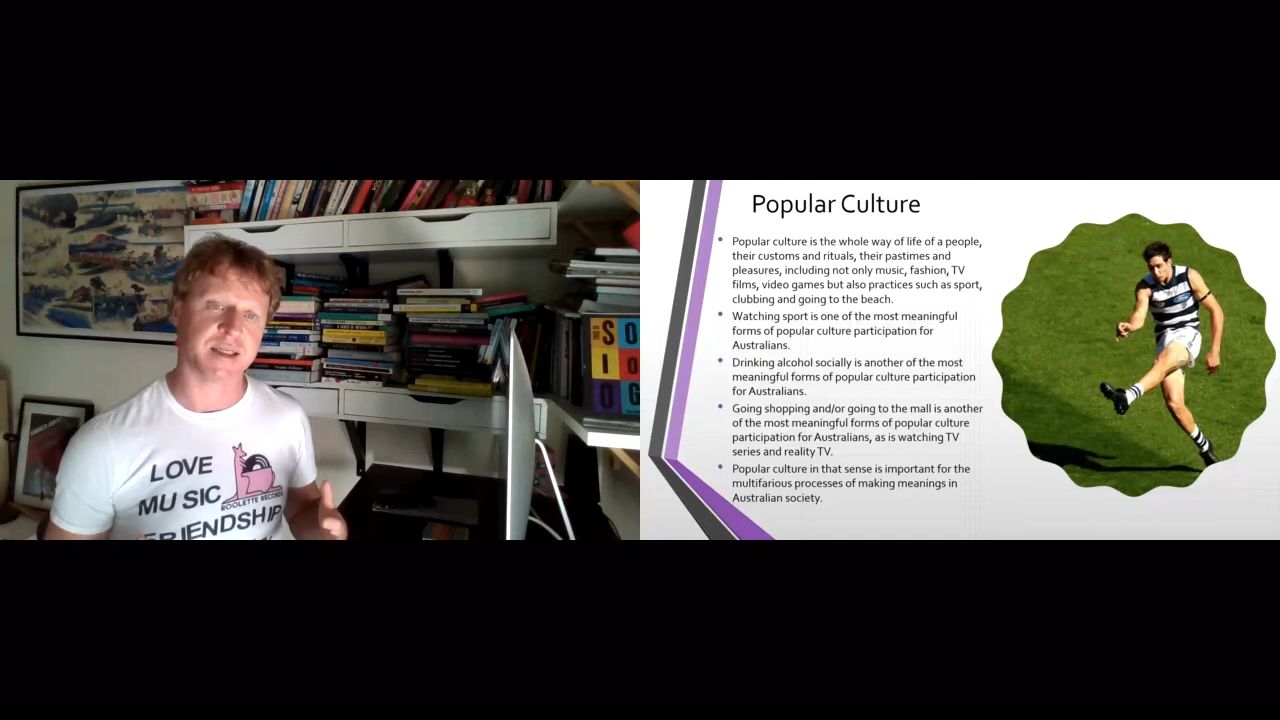 LOVE
MUSIC
ROOLETTE RECORDS
FRIENDSHIP
SO
IO
G
Popular Culture
• Popular culture is the whole way of life of a people,
their customs and rituals, their pastimes and
pleasures, including not only music, fashion, TV
films, video games but also practices such as sport,
clubbing and going to the beach.
• Watching sport is one of the most meaningful
forms of popular culture participation for
Australians.
• Drinking alcohol socially is another of the most
meaningful forms of popular culture participation
for Australians.
• Going shopping and/or going to the mall is another
of the most meaningful forms of popular culture
participation for Australians, as is watching TV
series and reality TV.
• Popular culture in that sense is important for the
multifarious processes of making meanings in
Australian society.